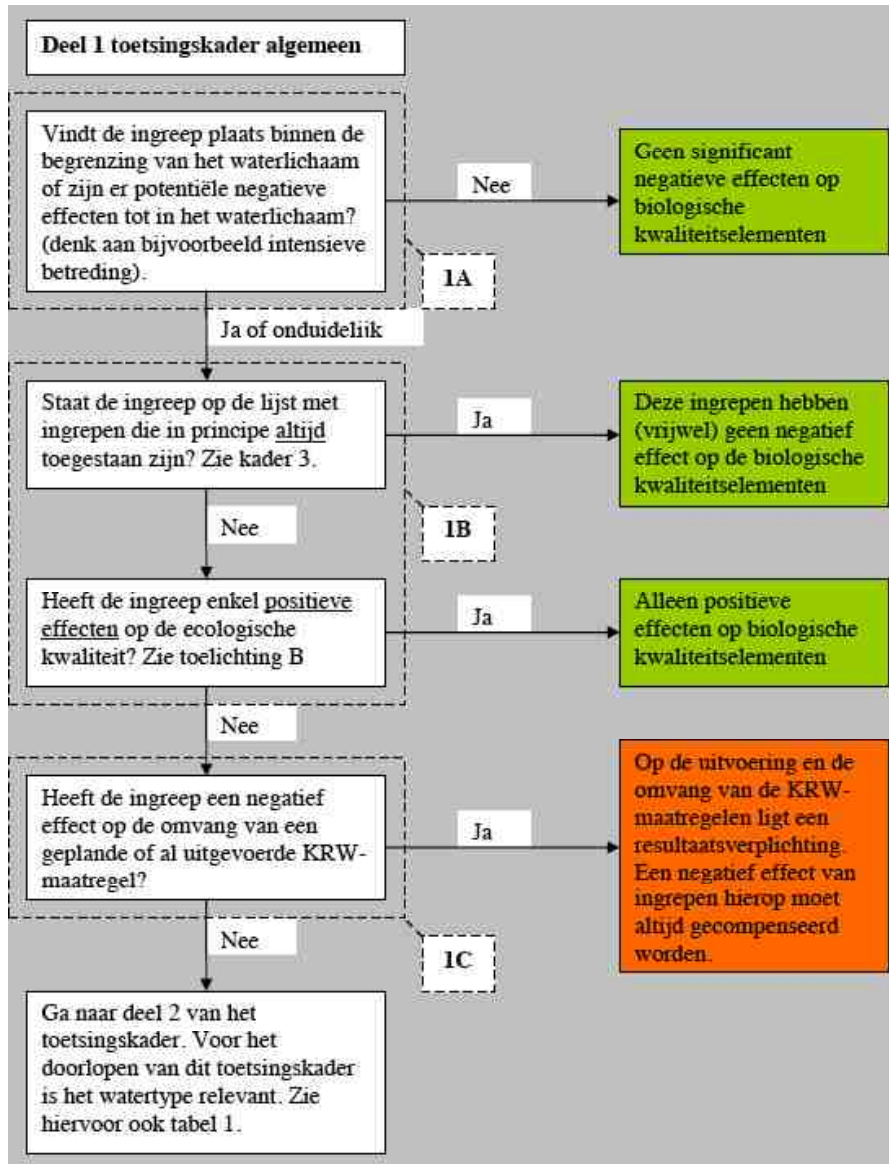 Deel 1 toetsingskader algemeen
Vindt de ingreep plaats binnen de
begrenzing van het waterlichaam
of zijn er potentiële negatieve
effecten tot in het waterlichaam?
(denk aan bijvoorbeeld intensieve
betreding).
Nee
Geen significant
negatieve effecten op
biologische
kwaliteitselementen
1A
Ja of onduidelijk
Staat de ingreep op de lijst met
ingrepen die in principe altijd
toegestaan zijn? Zie kader 3.
Ja
Deze ingrepen hebben
(vrijwel) geen negatief
effect op de biologische
kwaliteitselementen
Nee
1B
Heeft de ingreep enkel positieve
effecten op de ecologische
kwaliteit? Zie toelichting B
Ja
Alleen positieve
effecten op biologische
kwaliteitselementen
Nee
Heeft de ingreep een negatief
effect op de omvang van een
geplande of al uitgevoerde KRW-
maatregel?
Ja
Op de uitvoering en de
omvang van de KRW-
maatregelen ligt een
resultaatsverplichting.
Een negatief effect van
ingrepen hierop moet
altijd gecompenseerd
worden.
Nee
1C
Ga naar deel 2 van het
toetsingskader. Voor het
doorlopen van dit toetsingskader
is het watertype relevant. Zie
hiervoor ook tabel 1.